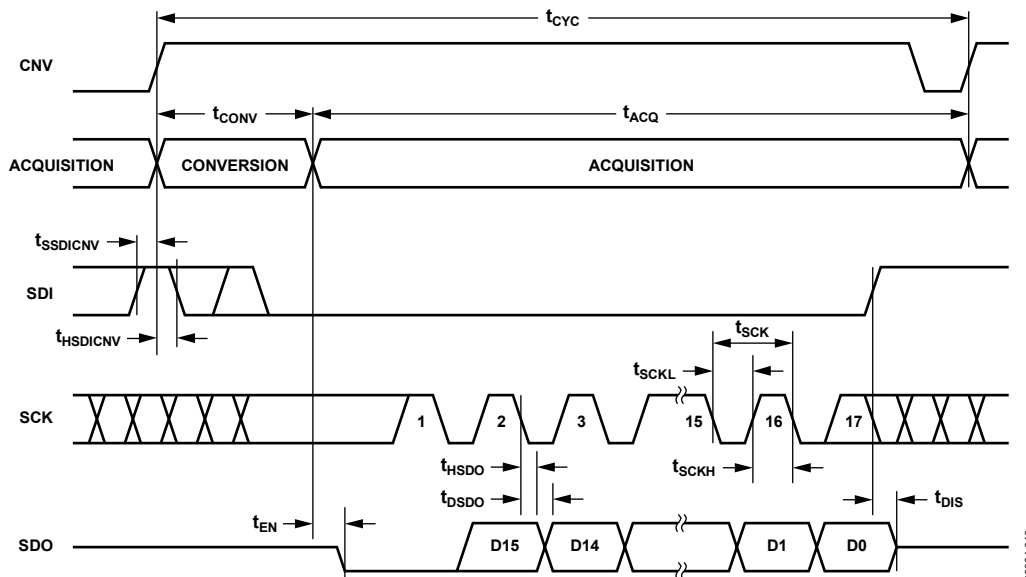 tCYC
CNV
tCONV
tACQ
ACQUISITION
CONVERSION
ACQUISITION
tSSDICNV
SDI
tHSDICNV
tSCK
tSCKL
SCK
1
2
3
15
16
17
tHSDO
tSCKH
tDSDO
tDIS
tEN
SDO
D15
D14
D1
D0